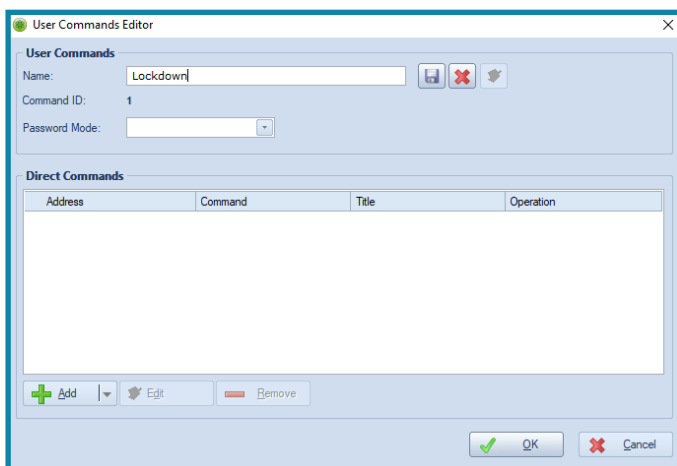 User Commands Editor
User Commands
Name: Lockdown
Command ID: 1
Password Mode:
Direct Commands
Address Command Title Operation
Add Edit Remove
OK Cancel